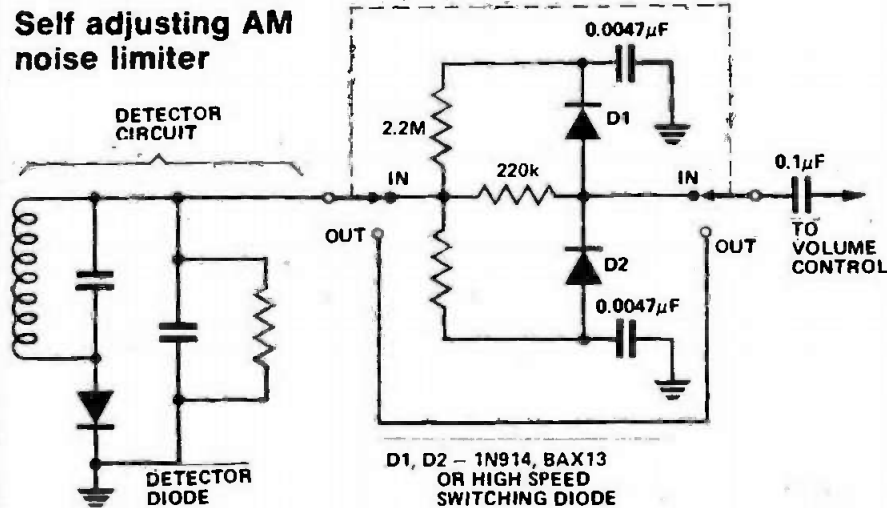 Self adjusting AM
noise limiter
DETECTOR
CIRCUIT
0.0047µF
2.2M
D1
220k
IN
IN
0.1µF
OUT
OUT
TO
VOLUME
CONTROL
D2
0.0047µF
DETECTOR
DIODE
D1, D2 – 1N914, BAX13
OR HIGH SPEED
SWITCHING DIODE